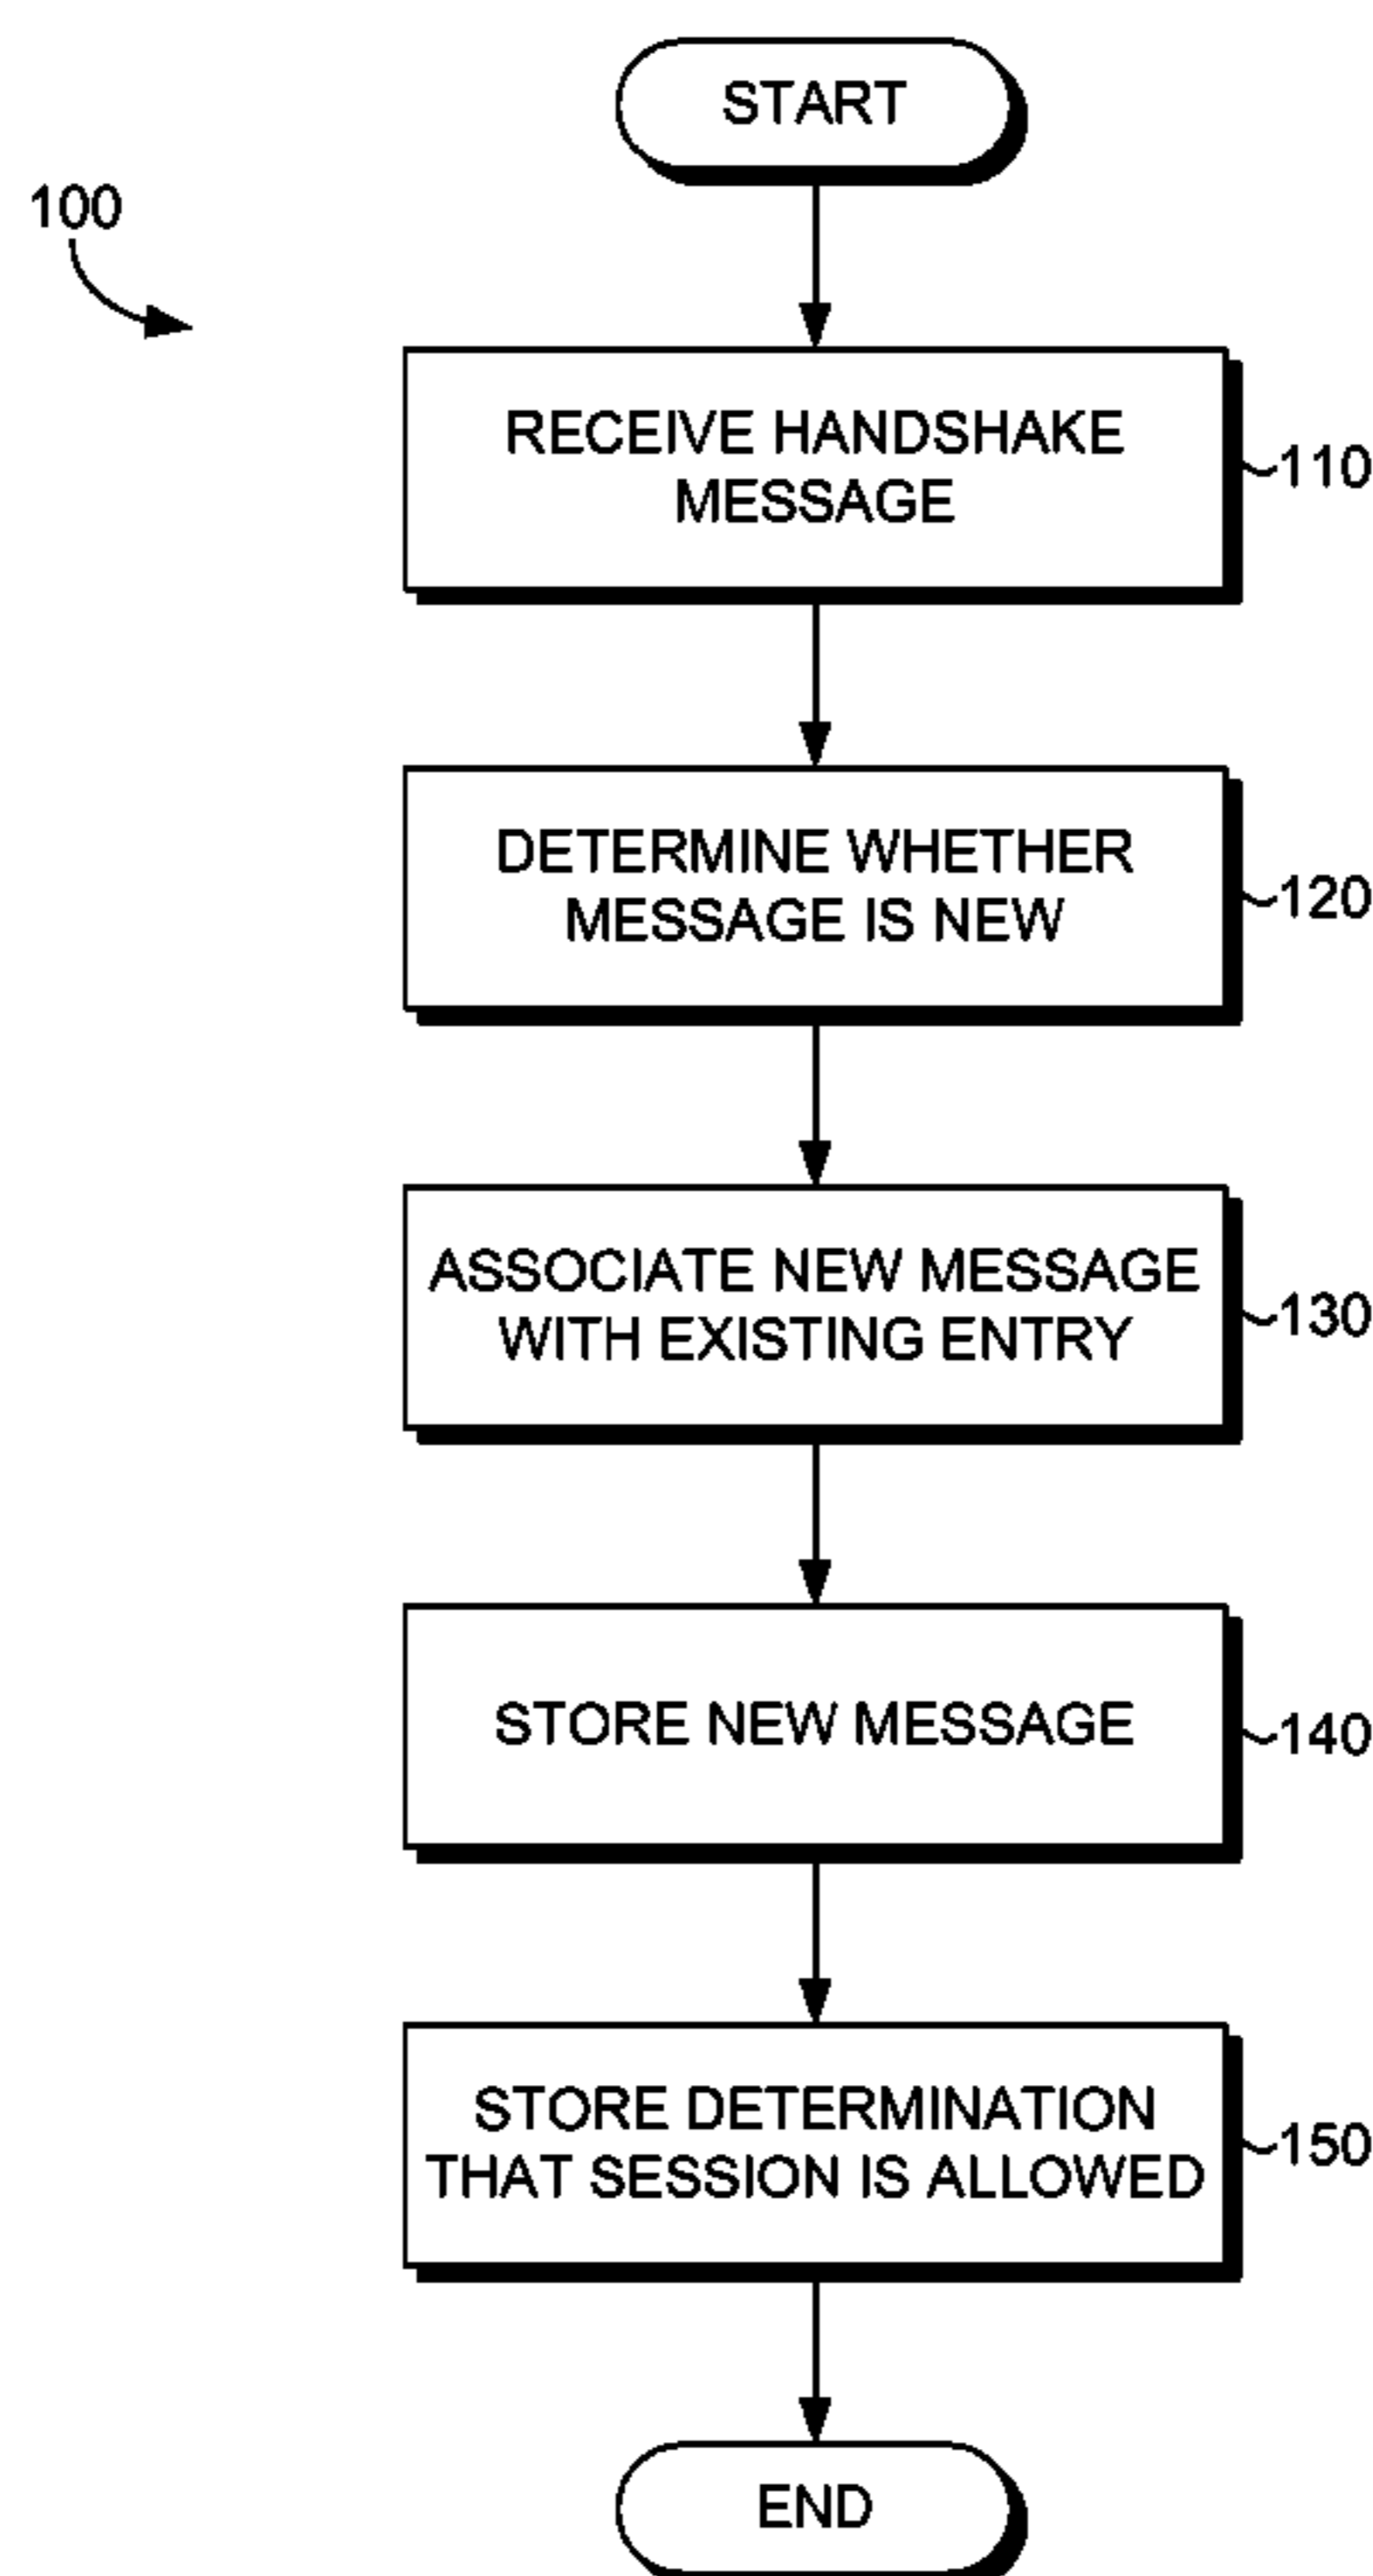 START
100
RECEIVE HANDSHAKE
MESSAGE
110
DETERMINE WHETHER
MESSAGE IS NEW
120
ASSOCIATE NEW MESSAGE
WITH EXISTING ENTRY
130
STORE NEW MESSAGE
140
STORE DETERMINATION
THAT SESSION IS ALLOWED
150
END